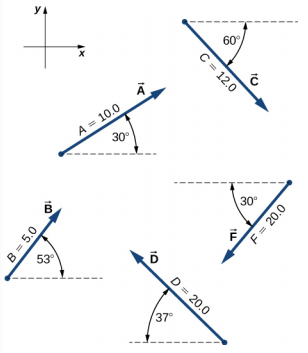 y
x
60°
C = 12.0
C⃗
A⃗
A = 10.0
30°
B⃗
B = 5.0
53°
30°
F⃗
F = 20.0
D⃗
D = 20.0
37°